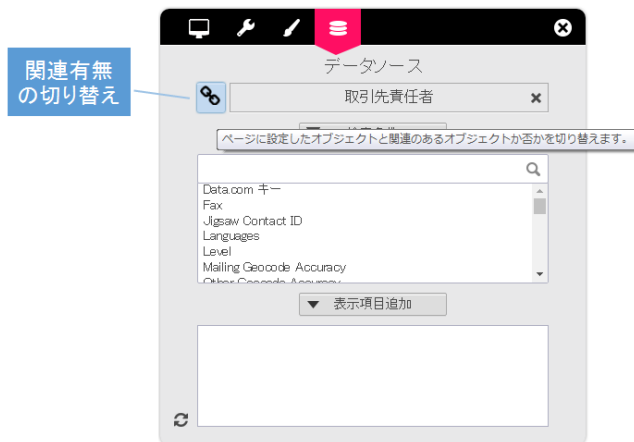 データソース
関連有無
の切り替え
取引先責任者
ページに設定したオブジェクトと関連のあるオブジェクトか否かを切り替えます。
Data.com キー
Fax
Jigsaw Contact ID
Languages
Level
Mailing Geocode Accuracy
Other Geocode Accuracy
表示項目追加